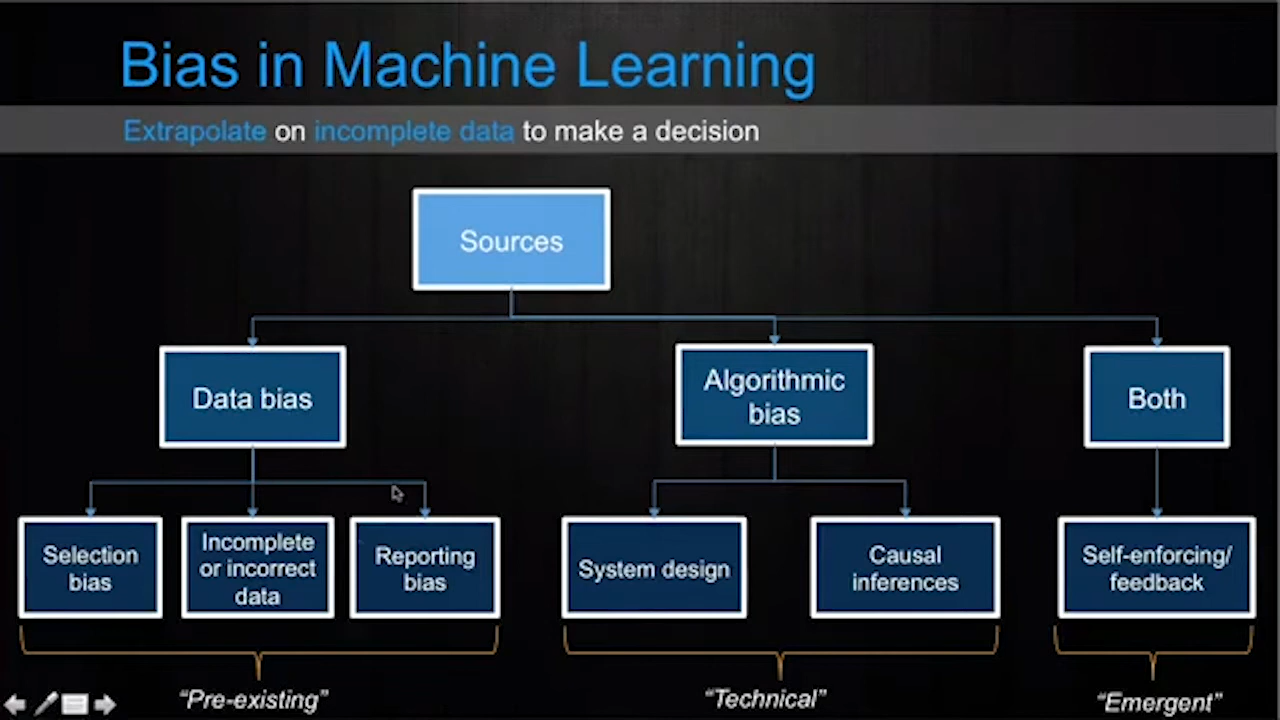 Bias in Machine Learning
Extrapolate on incomplete data to make a decision
Sources
Data bias
Algorithmic
bias
Both
Selection
bias
Incomplete
or incorrect
data
Reporting
bias
System design
Causal
inferences
Self-enforcing/
feedback
“Pre-existing”
“Technical”
“Emergent”